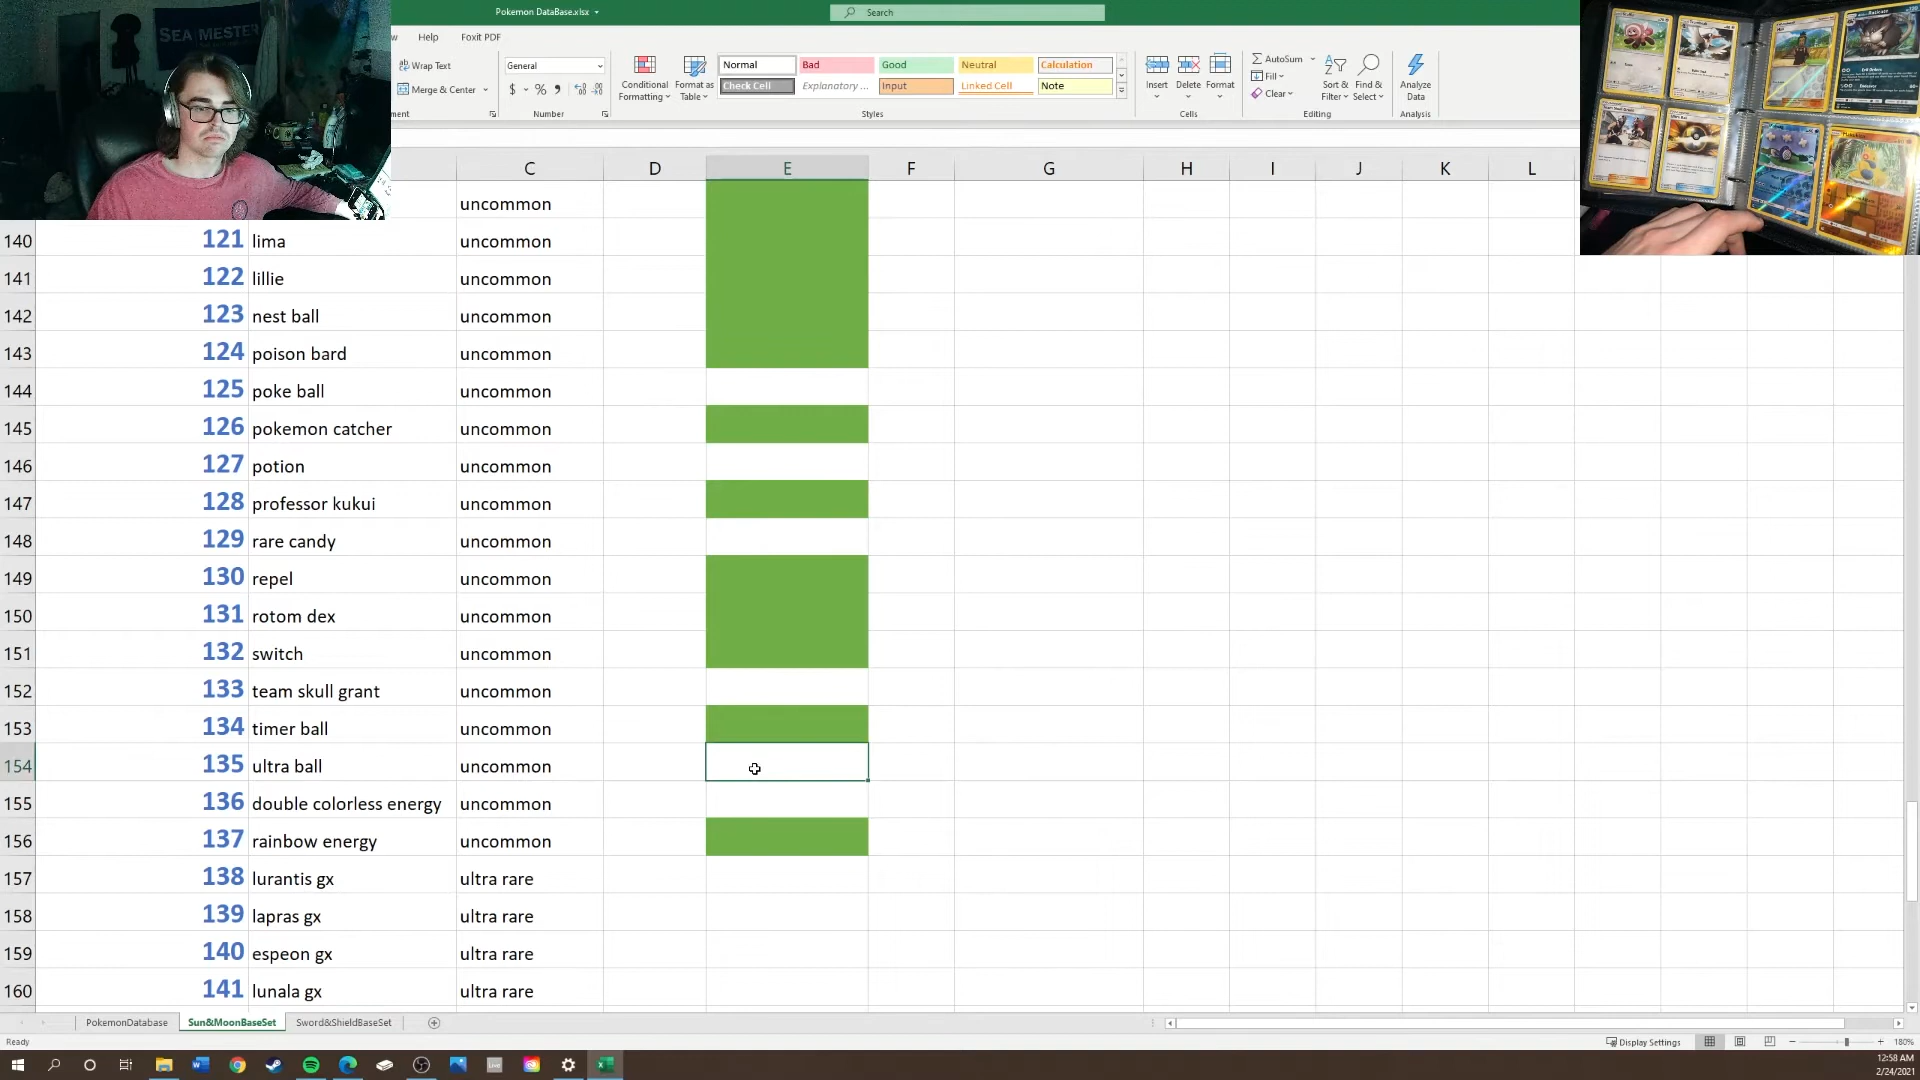 Pokemon DataBase.xlsx
Search
SEA MESTER
w Help Foxit PDF
Wrap Text
Merge & Center
ment
General
$ % 9
Number
Conditional Formatting
Format as Table
Normal Bad Good Neutral Calculation
Check Cell Explanatory ... Input Linked Cell Note
Styles
Insert Delete Format
Cells
AutoSum
Fill
Clear
Sort & Filter
Find & Select
Editing
Analyze Data
Analysis
C D E F G H I J K L
uncommon
140 121 lima uncommon
141 122 lillie uncommon
142 123 nest ball uncommon
143 124 poison bard uncommon
144 125 poke ball uncommon
145 126 pokemon catcher uncommon
146 127 potion uncommon
147 128 professor kukui uncommon
148 129 rare candy uncommon
149 130 repel uncommon
150 131 rotom dex uncommon
151 132 switch uncommon
152 133 team skull grant uncommon
153 134 timer ball uncommon
154 135 ultra ball uncommon
155 136 double colorless energy uncommon
156 137 rainbow energy uncommon
157 138 lurantis gx ultra rare
158 139 lapras gx ultra rare
159 140 espeon gx ultra rare
160 141 lunala gx ultra rare
PokemonDatabase Sun&MoonBaseSet Sword&ShieldBaseSet
Ready
Display Settings
180%
12:58 AM
2/24/2021